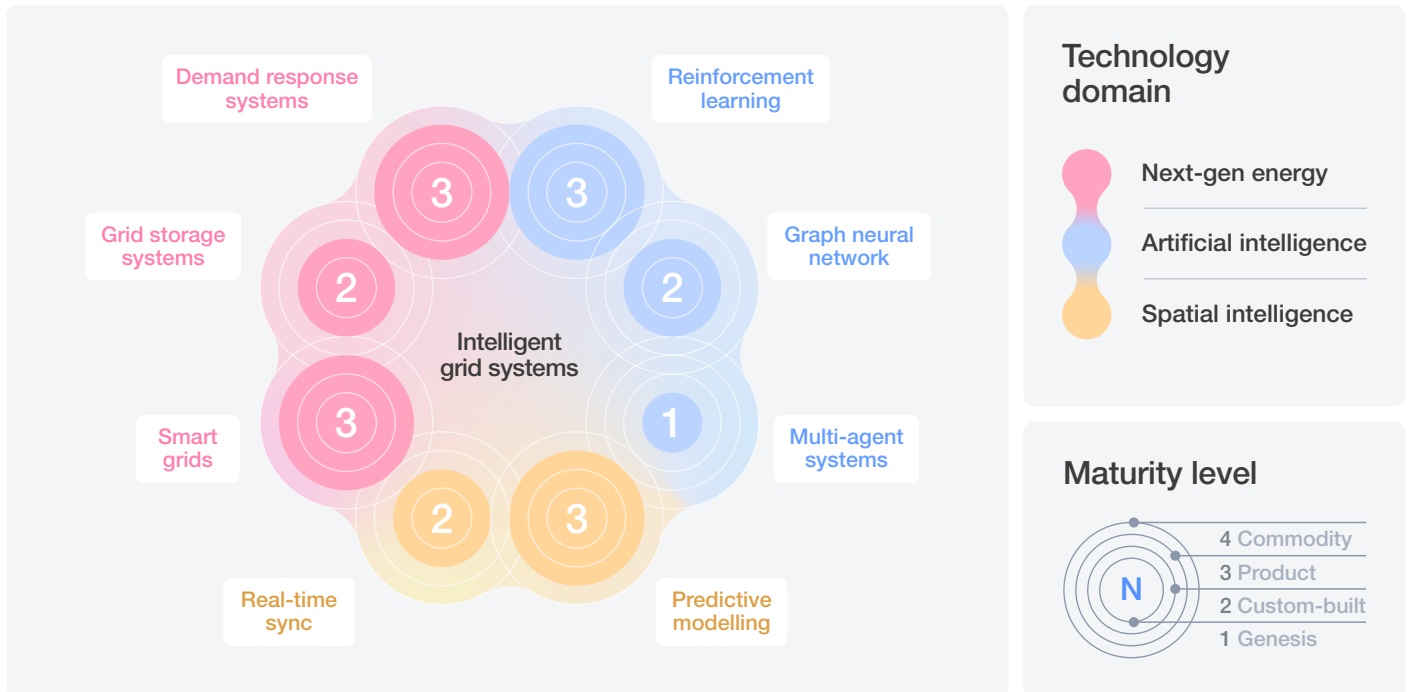 Demand response
systems
Reinforcement
learning
3
3
Grid storage
systems
Graph neural
network
2
2
Intelligent
grid systems
Smart
grids
3
1
Multi-agent
systems
2
3
Real-time
sync
Predictive
modelling
Technology
domain
Next-gen energy
Artificial intelligence
Spatial intelligence
Maturity level
N
4 Commodity
3 Product
2 Custom-built
1 Genesis